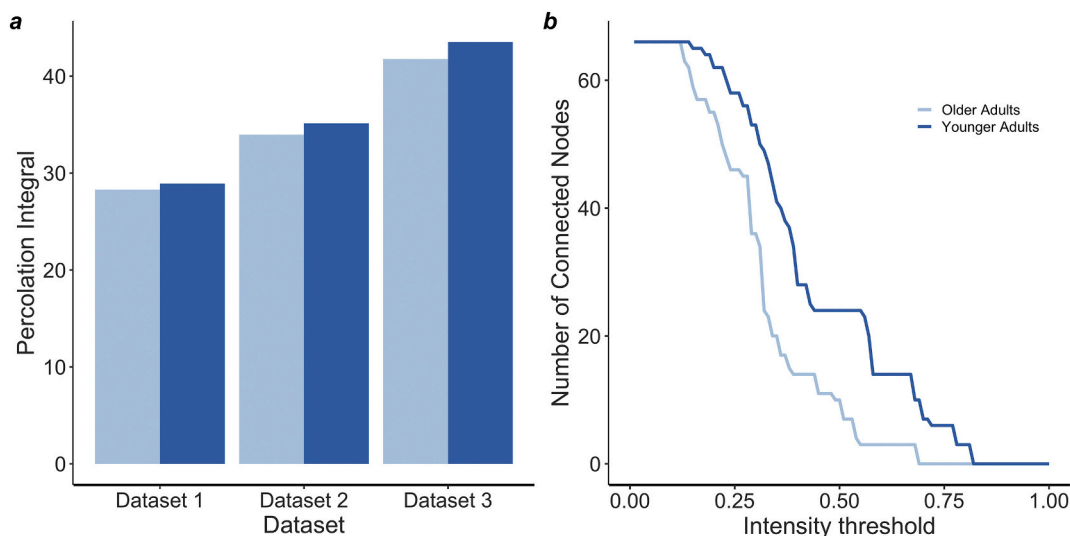 a
Percolation Integral
40
30
20
10
0
Dataset 1 Dataset 2 Dataset 3
Dataset
b
Number of Connected Nodes
60
40
20
0
Older Adults
Younger Adults
0.00 0.25 0.50 0.75 1.00
Intensity threshold